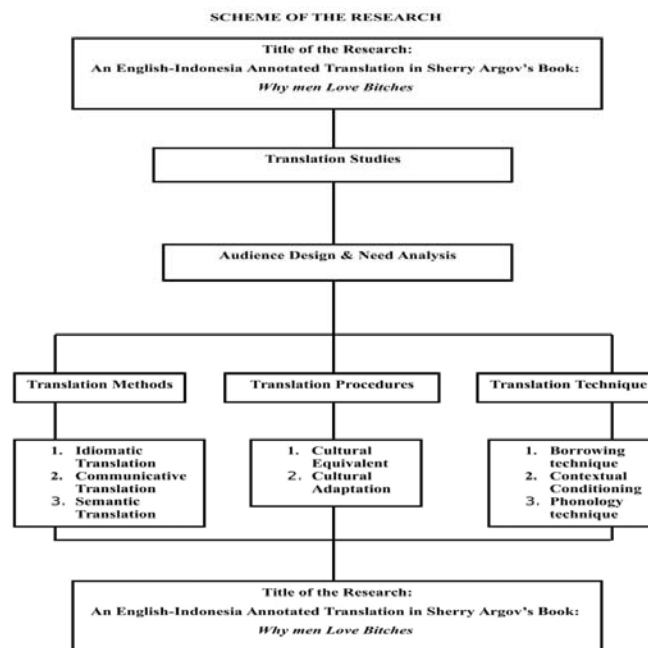 SCHEME OF THE RESEARCH
Title of the Research:
An English-Indonesia Annotated Translation in Sherry Argov's Book:
Why men Love Bitches
Translation Studies
Audience Design & Need Analysis
Translation Methods
Translation Procedures
Translation Technique
1. Idiomatic
Translation
2. Communicative
Translation
3. Semantic
Translation
1. Cultural
Equivalent
2. Cultural
Adaptation
1. Borrowing
technique
2. Contextual
Conditioning
3. Phonology
technique
Title of the Research:
An English-Indonesia Annotated Translation in Sherry Argov's Book:
Why men Love Bitches